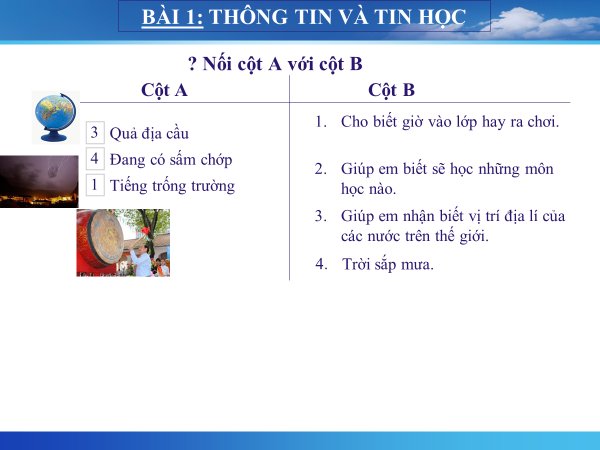 BÀI 1: THÔNG TIN VÀ TIN HỌC
? Nối cột A với cột B
Cột A
Cột B
3 Quả địa cầu
4 Đang có sấm chớp
1 Tiếng trống trường
1. Cho biết giờ vào lớp hay ra chơi.
2. Giúp em biết sẽ học những môn
học nào.
3. Giúp em nhận biết vị trí địa lí của
các nước trên thế giới.
4. Trời sắp mưa.